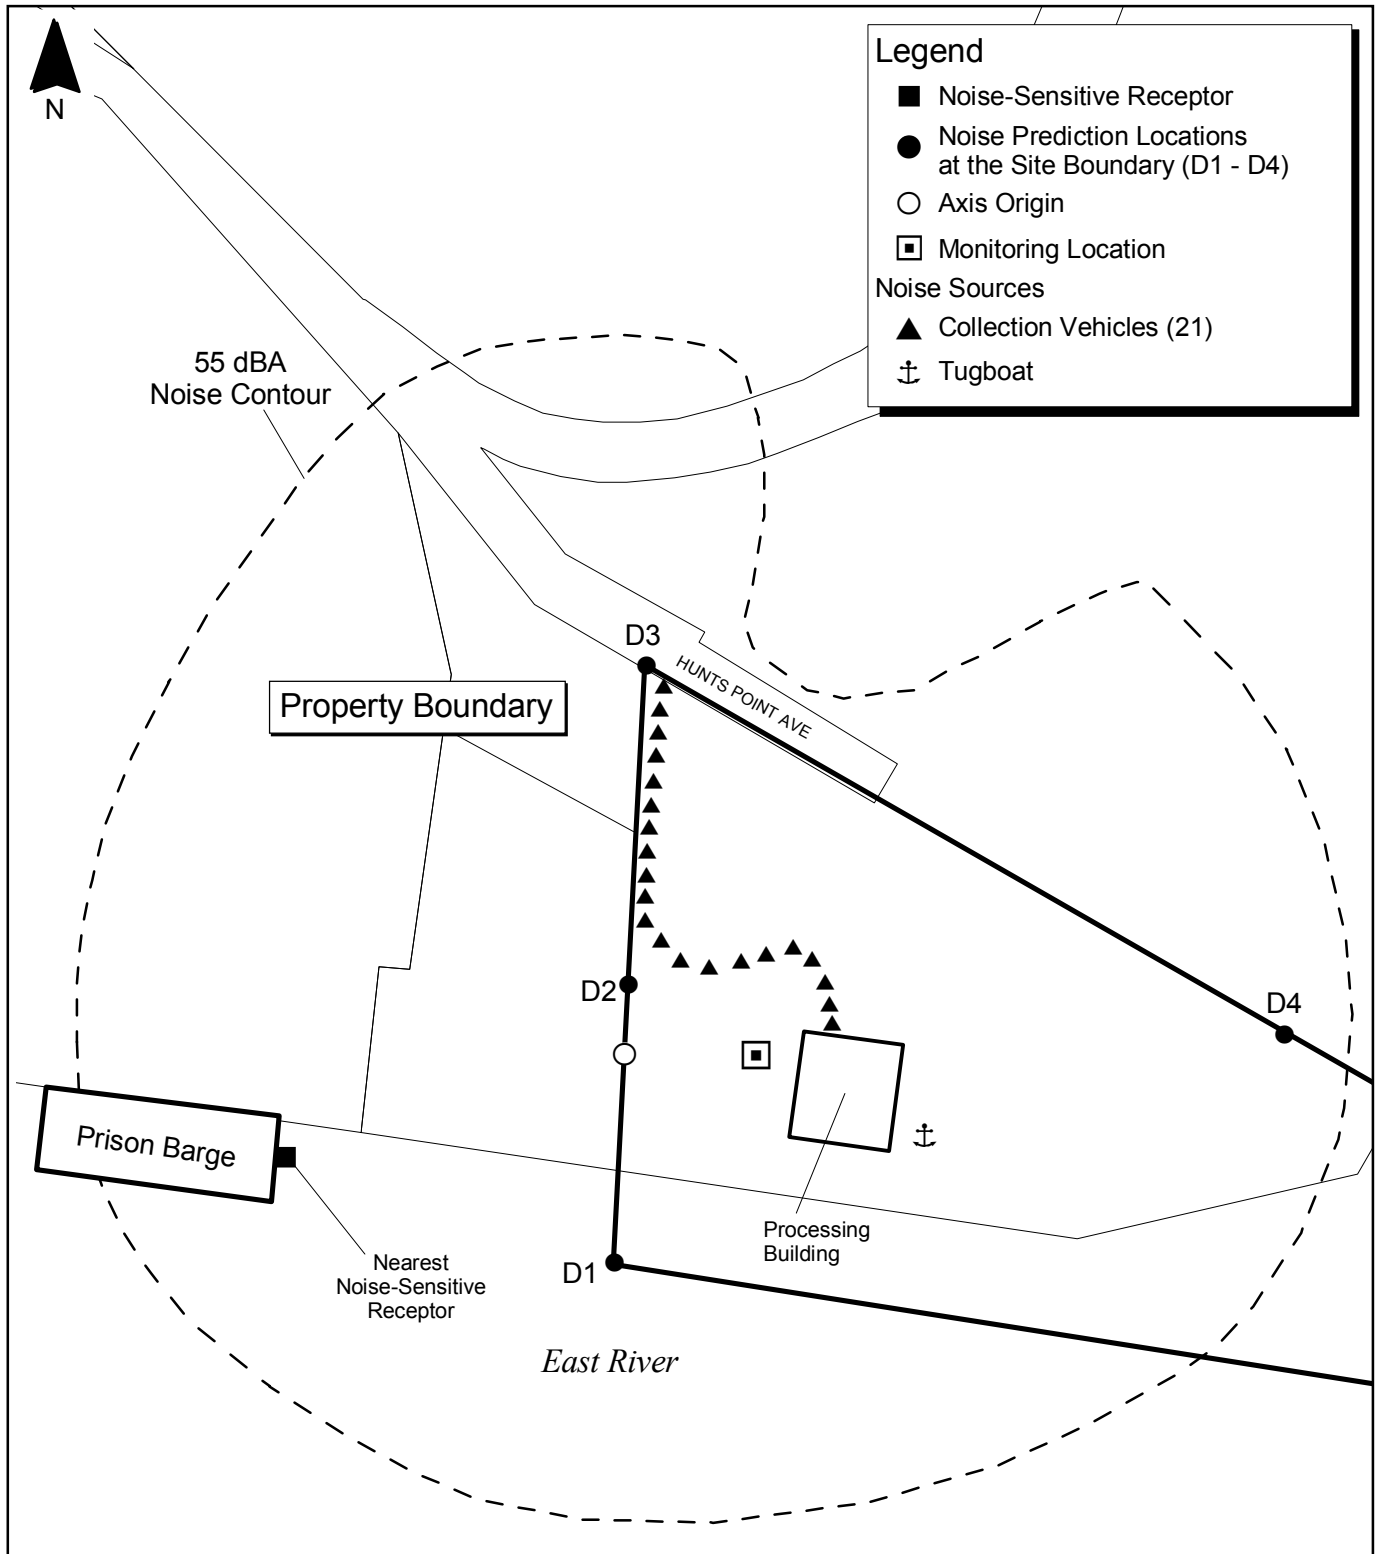 N
Legend
Noise-Sensitive Receptor
Noise Prediction Locations
at the Site Boundary (D1 - D4)
Axis Origin
Monitoring Location
Noise Sources
Collection Vehicles (21)
Tugboat
55 dBA
Noise Contour
D3
HUNTS POINT AVE
Property Boundary
D2
D4
Prison Barge
Processing
Building
Nearest
Noise-Sensitive
Receptor
D1
East River